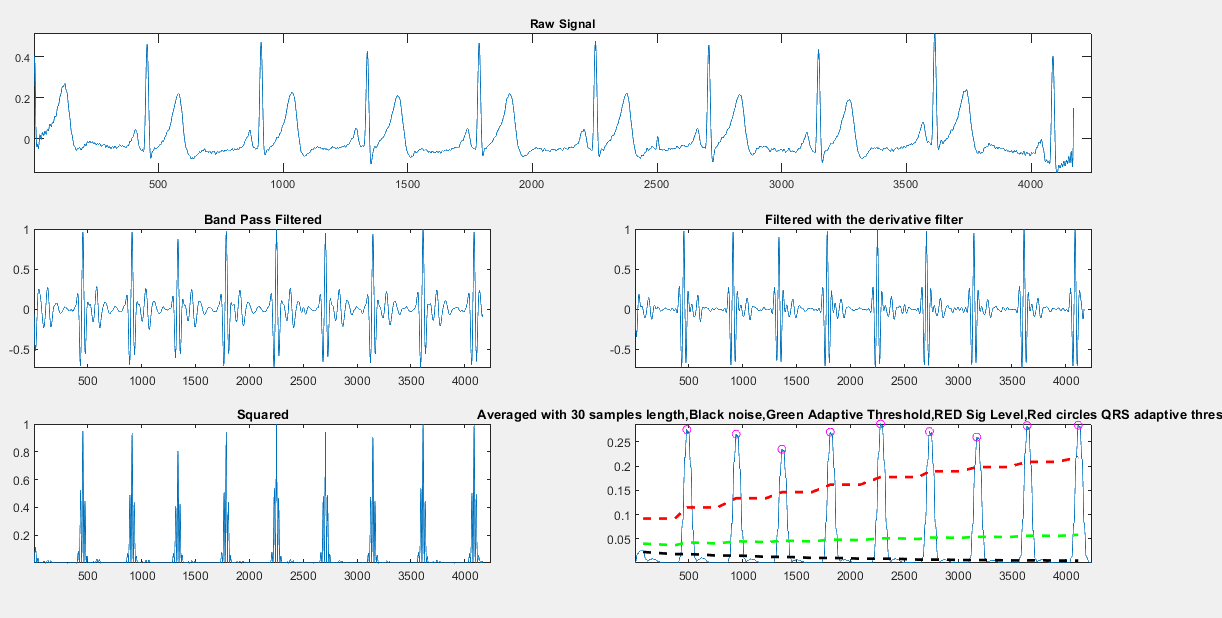 Raw Signal
0.4
0.2
0
500 1000 1500 2000 2500 3000 3500 4000
Band Pass Filtered
1
0.5
0
-0.5
500 1000 1500 2000 2500 3000 3500 4000
Filtered with the derivative filter
1
0.5
0
-0.5
500 1000 1500 2000 2500 3000 3500 4000
Squared
1
0.8
0.6
0.4
0.2
500 1000 1500 2000 2500 3000 3500 4000
Averaged with 30 samples length,Black noise,Green Adaptive Threshold,RED Sig Level,Red circles QRS adaptive thres
0.25
0.2
0.15
0.1
0.05
500 1000 1500 2000 2500 3000 3500 4000